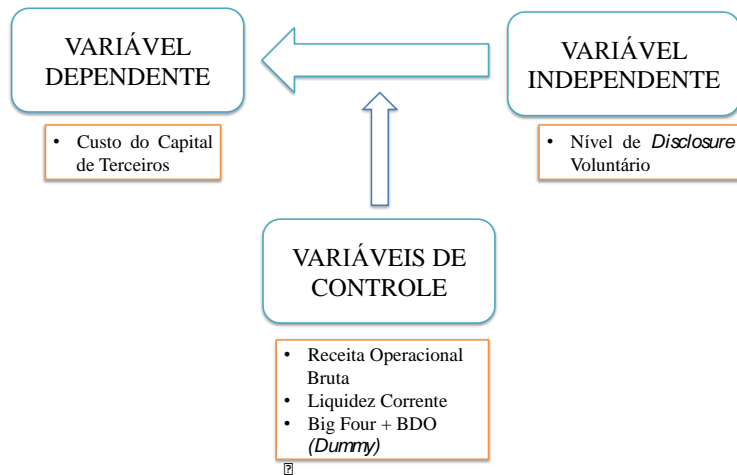 VARIÁVEL
DEPENDENTE
VARIÁVEL
INDEPENDENTE
• Custo do Capital
de Terceiros
• Nível de Disclosure
Voluntário
VARIÁVEIS DE
CONTROLE
• Receita Operacional
Bruta
• Liquidez Corrente
• Big Four + BDO
(Dummy)